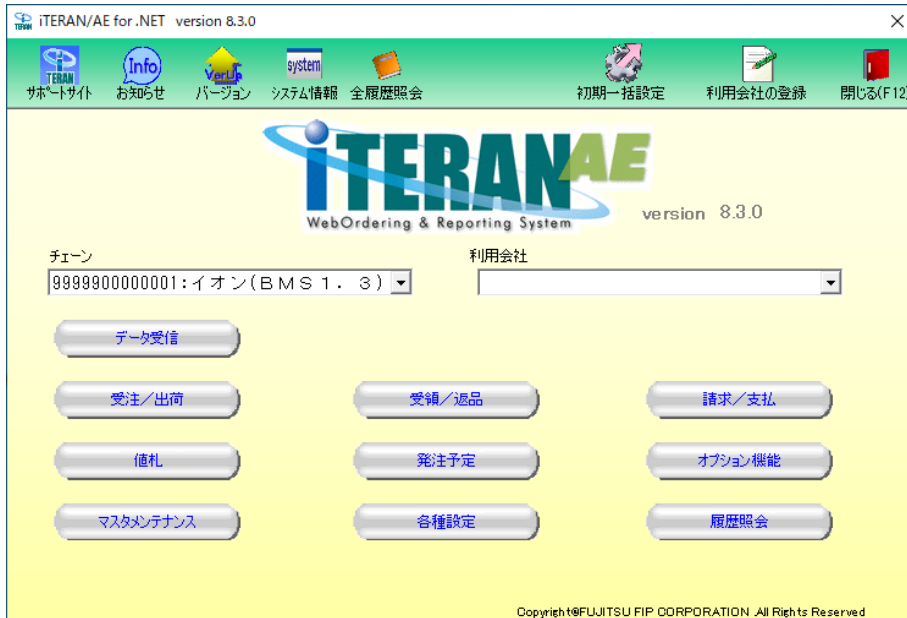 iTERAN/AE for .NET version 8.3.0
TERAN
Info
VerUp
system
サポートサイト お知らせ バージョン システム情報 全履歴照会 初期一括設定 利用会社の登録 閉じる(F12)
iTERAN AE
WebOrdering & Reporting System
version 8.3.0
チェーン 利用会社
9999900000001:イオン(BMS1．3)
データ受信
受注／出荷 受領／返品 請求／支払
値札 発注予定 オプション機能
マスタメンテナンス 各種設定 履歴照会
Copyright@FUJITSU FIP CORPORATION .All Rights Reserved